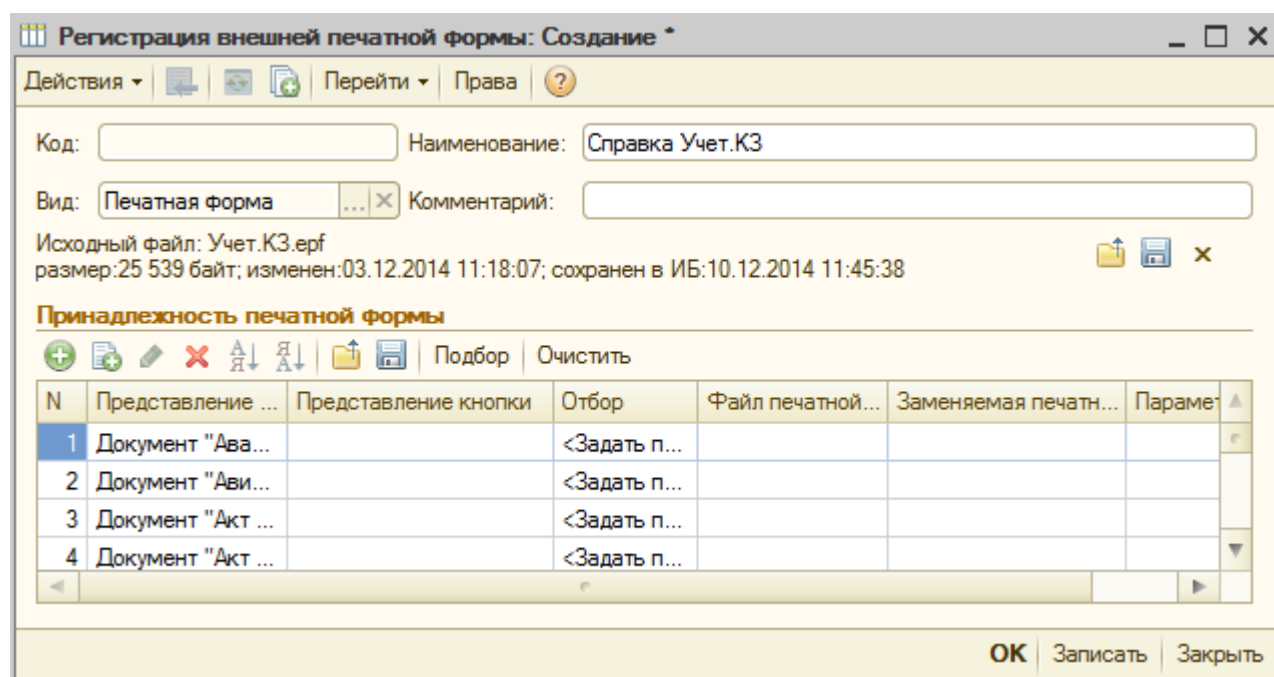 Регистрация внешней печатной формы: Создание *
Действия Перейти Права ?
Код: Наименование: Справка Учет.КЗ
Вид: Печатная форма ... Комментарий:
Исходный файл: Учет.КЗ.epf
размер:25 539 байт; изменен:03.12.2014 11:18:07; сохранен в ИБ:10.12.2014 11:45:38
Принадлежность печатной формы
Подбор Очистить
N Представление ... Представление кнопки Отбор Файл печатной... Заменяемая печатн... Парамет
1 Документ "Ава... <Задать п...
2 Документ "Ави... <Задать п...
3 Документ "Акт ... <Задать п...
4 Документ "Акт ... <Задать п...
OK Записать Закрыть